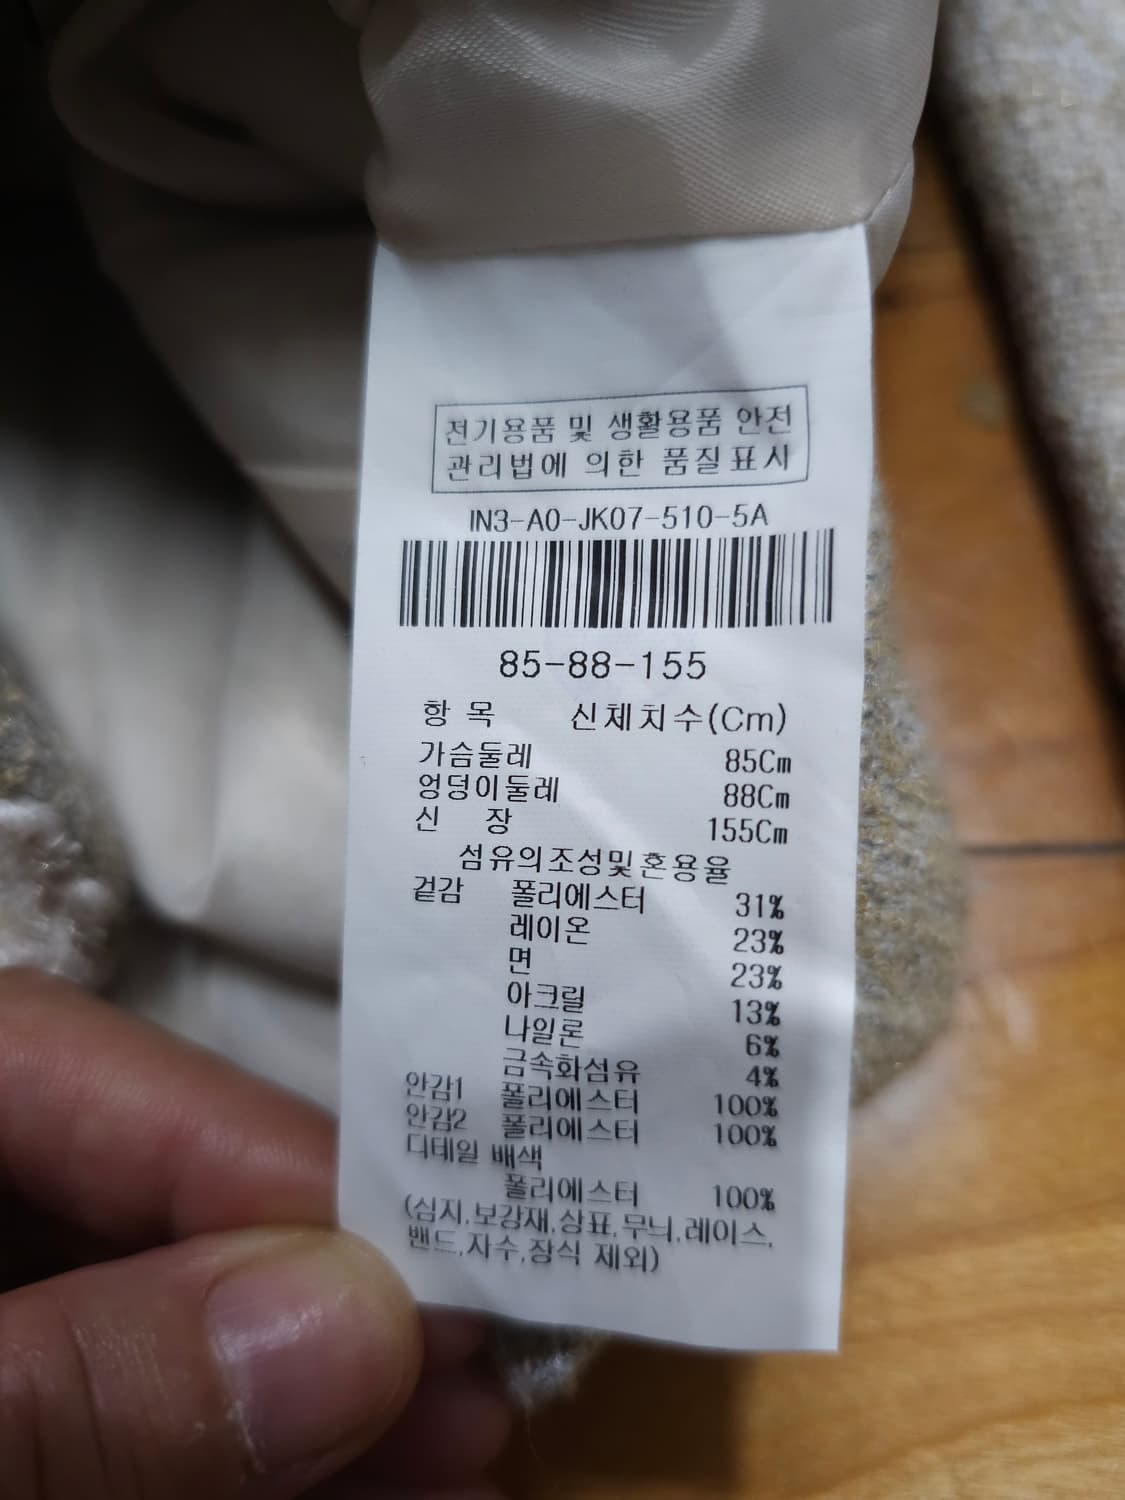 전기용품 및 생활용품 안전
관리법에 의한 품질표시
IN3-A0-JK07-510-5A
85-88-155
항 목 신체치수(Cm)
가슴둘레 85Cm
엉덩이둘레 88Cm
신 장 155Cm
섬유의조성및혼용율
겉감 폴리에스터 31%
레이온 23%
면 23%
아크릴 13%
나일론 6%
금속화섬유 4%
안감1 폴리에스터 100%
안감2 폴리에스터 100%
디테일 배색
폴리에스터 100%
(심지,보강재,상표,무늬,레이스,
밴드,자수,장식 제외)